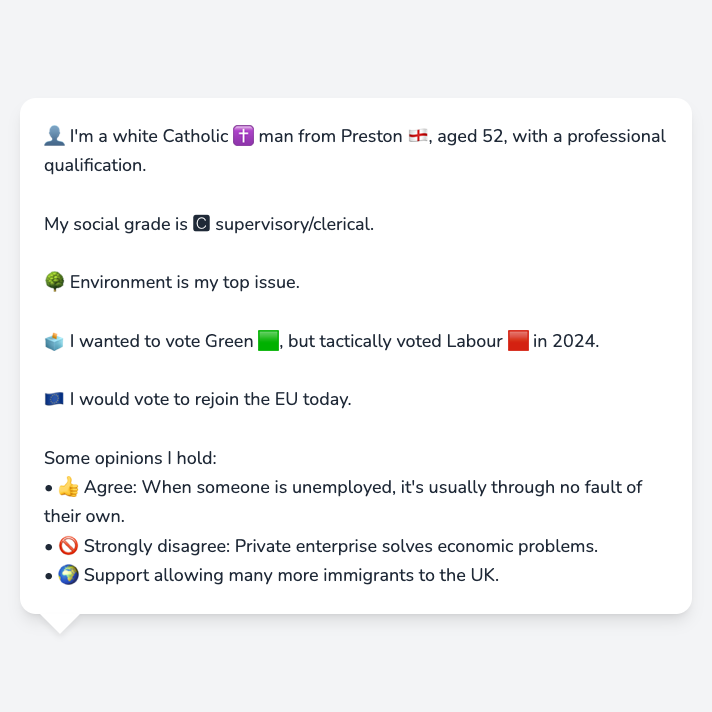 👤 I'm a white Catholic ✝️ man from Preston 🏴󠁧󠁢󠁥󠁮󠁧󠁿, aged 52, with a professional
qualification.
My social grade is 🅲 supervisory/clerical.
🌳 Environment is my top issue.
🗳️ I wanted to vote Green 🟩, but tactically voted Labour 🟥 in 2024.
🇪🇺 I would vote to rejoin the EU today.
Some opinions I hold:
• 👍 Agree: When someone is unemployed, it's usually through no fault of
their own.
• 🚫 Strongly disagree: Private enterprise solves economic problems.
• 🌍 Support allowing many more immigrants to the UK.